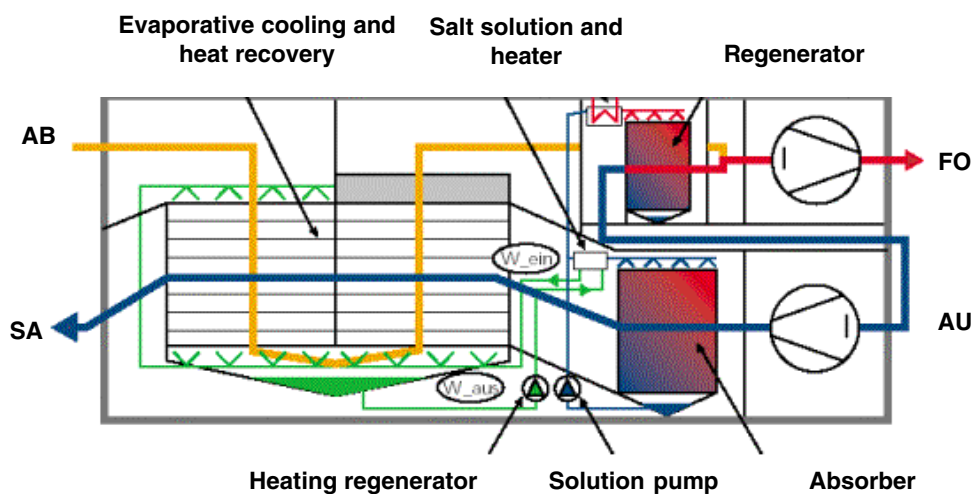 Evaporative cooling and
heat recovery
Salt solution and
heater
Regenerator
AB
FO
W_ein
SA
AU
W_aus
Heating regenerator
Solution pump
Absorber